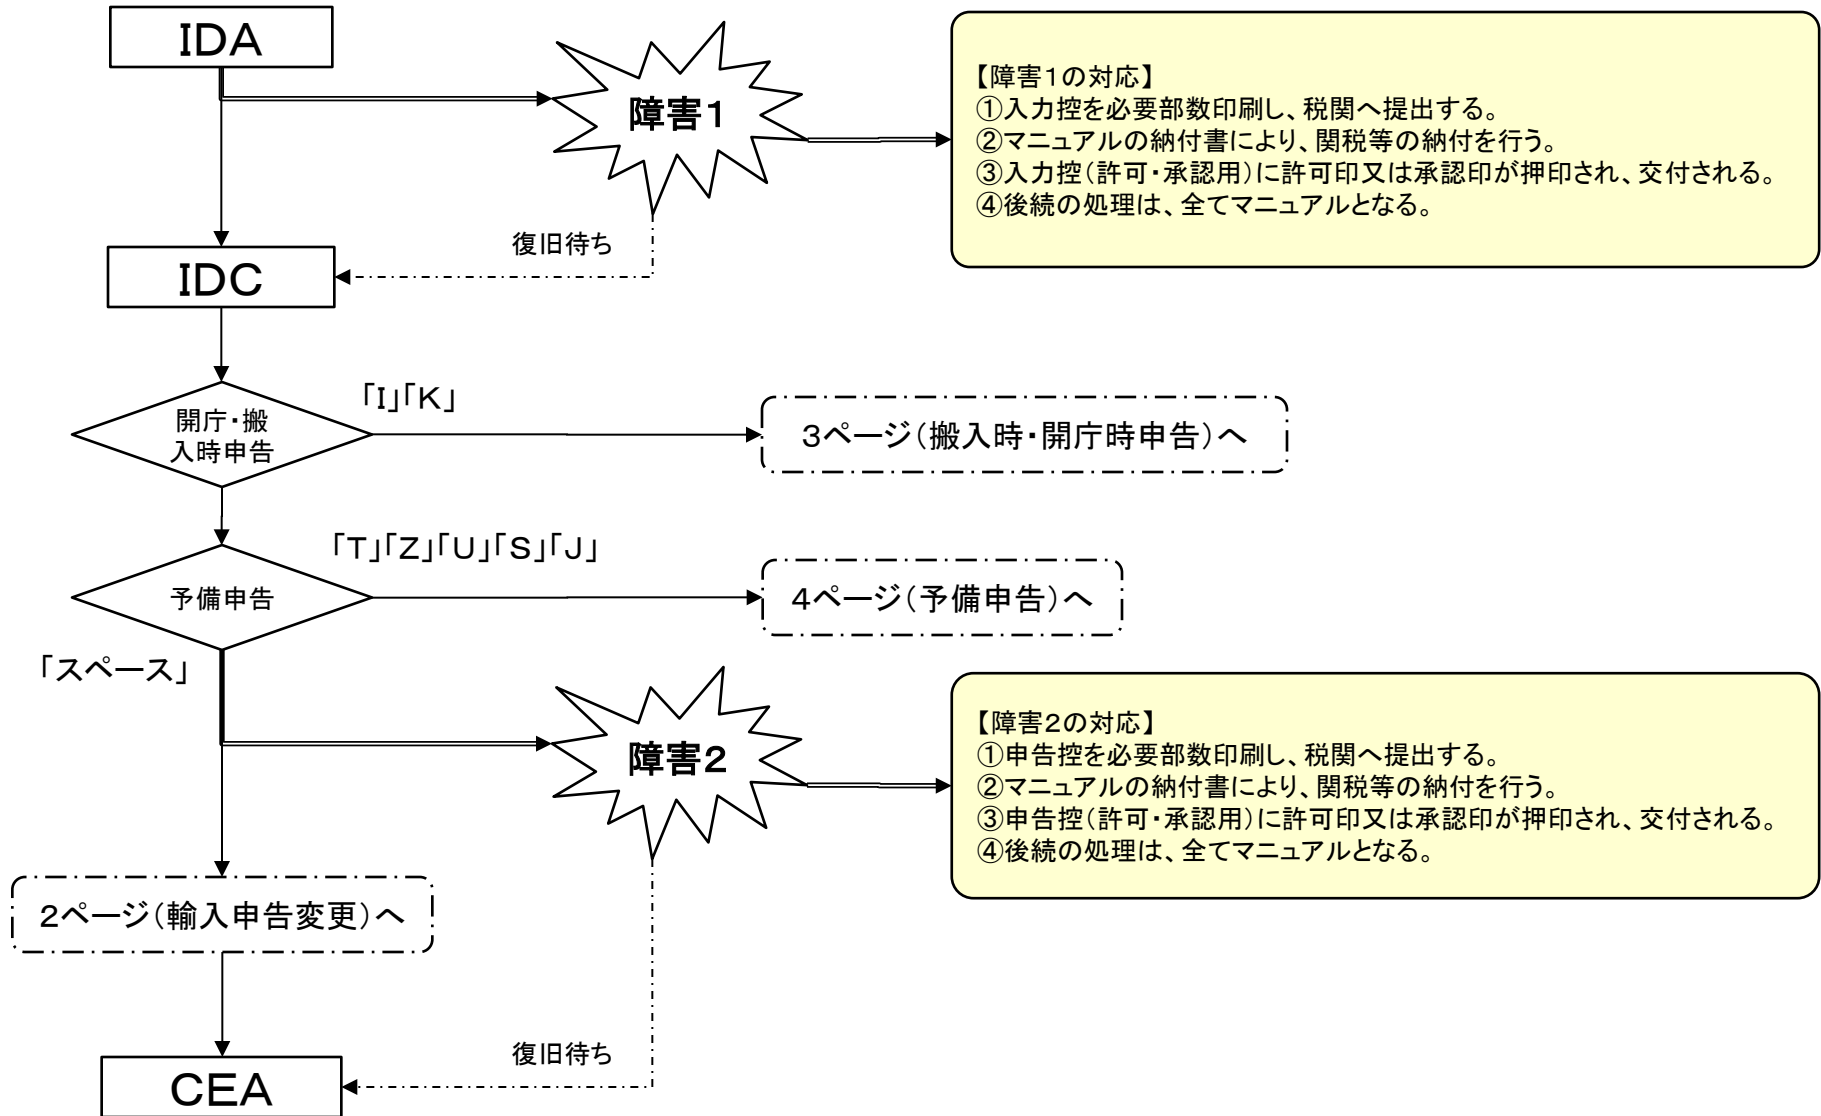 IDA
障害1
【障害1の対応】
①入力控を必要部数印刷し、税関へ提出する。
②マニュアルの納付書により、関税等の納付を行う。
③入力控(許可・承認用)に許可印又は承認印が押印され、交付される。
④後続の処理は、全てマニュアルとなる。
復旧待ち
IDC
「I」「K」
開庁・搬
入時申告
3ページ(搬入時・開庁時申告)へ
「T」「Z」「U」「S」「J」
予備申告
4ページ(予備申告)へ
「スペース」
障害2
【障害2の対応】
①申告控を必要部数印刷し、税関へ提出する。
②マニュアルの納付書により、関税等の納付を行う。
③申告控(許可・承認用)に許可印又は承認印が押印され、交付される。
④後続の処理は、全てマニュアルとなる。
2ページ(輸入申告変更)へ
復旧待ち
CEA